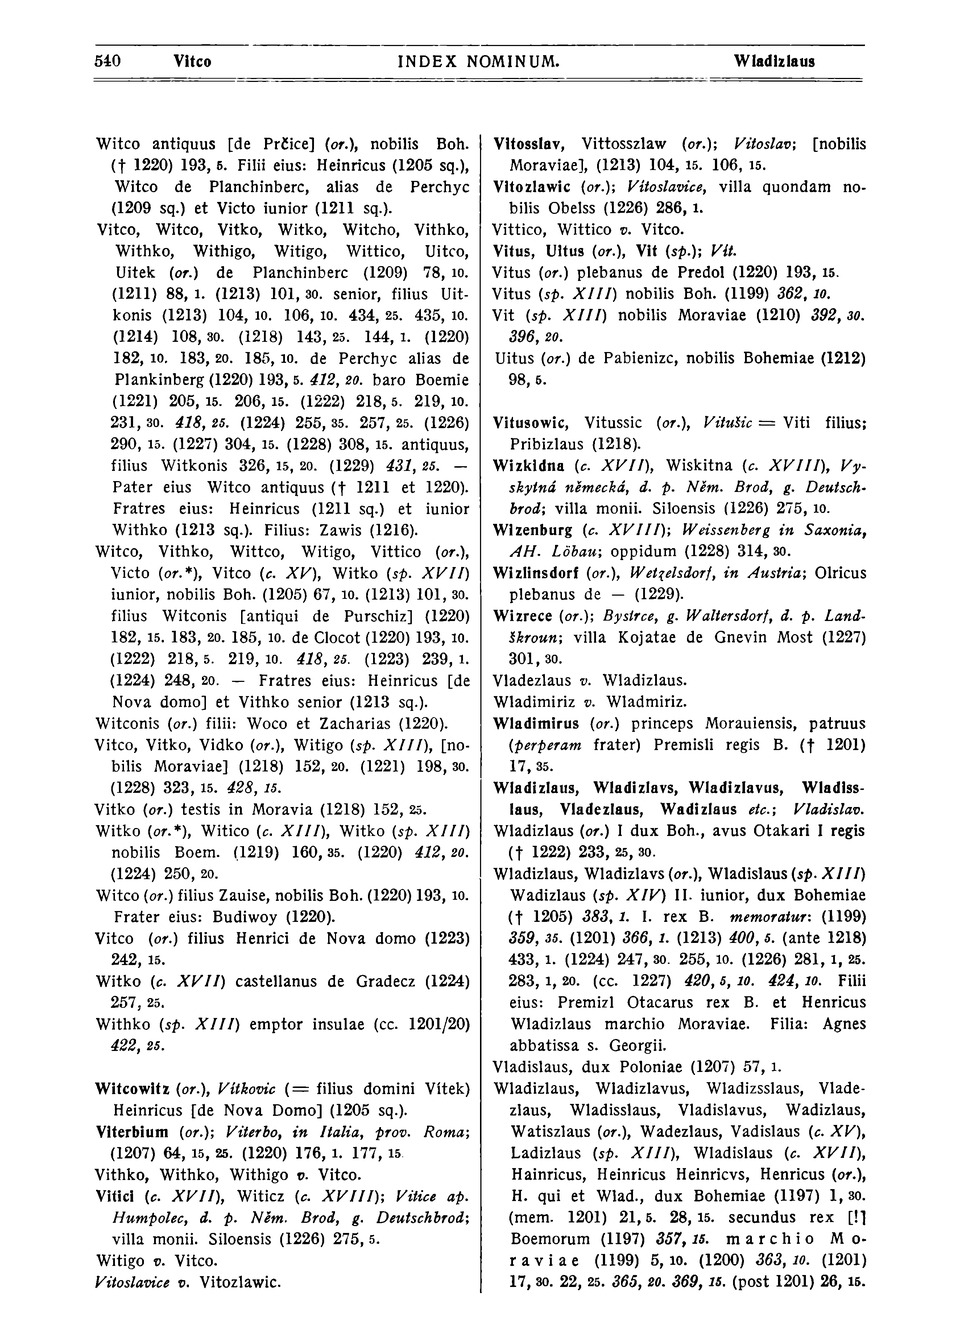 540 Vitco INDEX NOMINUM. Wladizlaus
Witco antiquus [de Prčice] (or.), nobilis Boh.
(† 1220) 193, 5. Filii eius: Heinricus (1205 sq.),
Witco de Planchinberc, alias de Perchyc
(1209 sq.) et Victo iunior (1211 sq.).
Vitco, Witco, Vitko, Witko, Witcho, Vithko,
Withko, Withigo, Witigo, Wittico, Uitco,
Uitek (or.) de Planchinberc (1209) 78, 10.
(1211) 88, 1. (1213) 101, 30. senior, filius Uit-
konis (1213) 104, 10. 106, 10. 434, 25. 435, 10.
(1214) 108, 30. (1218) 143, 25. 144, 1. (1220)
182, 10. 183, 20. 185, 10. de Perchyc alias de
Plankinberg (1220) 193, 5. 412, 20. baro Boemie
(1221) 205, 15. 206, 15. (1222) 218, 5. 219, 10.
231, 30. 418, 25. (1224) 255, 35. 257, 25. (1226)
290, 15. (1227) 304, 15. (1228) 308, 15. antiquus,
filius Witkonis 326, 15, 20. (1229) 431, 25. —
Pater eius Witco antiquus († 1211 et 1220).
Fratres eius: Heinricus (1211 sq.) et iunior
Withko (1213 sq.). Filius: Zawis (1216).
Witco, Vithko, Wittco, Witigo, Vittico (or.),
Victo (or.*), Vitco (c. XV), Witko (sp. XVII)
iunior, nobilis Boh. (1205) 67, 10. (1213) 101, 30.
filius Witconis [antiqui de Purschiz] (1220)
182, 15. 183, 20. 185, 10. de Clocot (1220) 193, 10.
(1222) 218, 5. 219, 10. 418, 25. (1223) 239, 1.
(1224) 248, 20. — Fratres eius: Heinricus [de
Nova domo] et Vithko senior (1213 sq.).
Witconis (or.) filii: Woco et Zacharias (1220).
Vitco, Vitko, Vidko (or.), Witigo (sp. XIII), [no-
bilis Moraviae] (1218) 152, 20. (1221) 198, 30.
(1228) 323, 15. 428, 15.
Vitko (or.) testis in Moravia (1218) 152, 25.
Witko (or.*), Witico (c. XIII), Witko (sp. XIII)
nobilis Boem. (1219) 160, 35. (1220) 412, 20.
(1224) 250, 20.
Witco (or.) filius Zauise, nobilis Boh. (1220) 193, 10.
Frater eius: Budiwoy (1220).
Vitco (or.) filius Henrici de Nova domo (1223)
242, 15.
Witko (c. XVII) castellanus de Gradecz (1224)
257, 25.
Withko (sp. XIII) emptor insulae (cc. 1201/20)
422, 25.
Witcowitz (or.), Vítkovic (= filius domini Vítek)
Heinricus [de Nova Domo] (1205 sq.).
Viterbium (or.); Viterbo, in Italia, prov. Roma;
(1207) 64, 15, 25. (1220) 176, 1. 177, 15
Vithko, Withko, Withigo v. Vitco.
Vitici (c. XVII), Witicz (c. XVIII); Vitice ap.
Humpolec, d. p. Něm. Brod, g. Deutschbrod;
villa monii. Siloensis (1226) 275, 5.
Witigo v. Vitco.
Vitoslavice v. Vitozlawic.
Vitosslav, Vittosszlaw (or.); Vitoslav; [nobilis
Moraviae], (1213) 104, 15. 106, 15.
Vitozlawic (or.); Vítoslavice, villa quondam no-
bilis Obelss (1226) 286, 1.
Vittico, Wittico v. Vitco.
Vitus, Uitus (or.), Vit (sp.); Vít.
Vitus (or.) plebanus de Predol (1220) 193, 15.
Vitus (sp. XIII) nobilis Boh. (1199) 362, 10.
Vit (sp. XIII) nobilis Moraviae (1210) 392, 30.
396, 20.
Uitus (or.) de Pabienizc, nobilis Bohemiae (1212)
98, 5.
Vitusowic, Vitussic (or.), Vitušic = Viti filius;
Pribizlaus (1218).
Wizkidna (c. XVII), Wiskitna (c. XVIII), Vy-
skytná německá, d. p. Něm. Brod, g. Deutsch-
brod; villa monii. Siloensis (1226) 275, 10.
Wizenburg (c. XVIII); Weissenberg in Saxonia,
AH. Löbau; oppidum (1228) 314, 30.
Wizlinsdorf (or.), Wetzelsdorf, in Austria; Olricus
plebanus de — (1229).
Wizrece (or.); Bystrce, g. Waltersdorf, d. p. Land-
škroun; villa Kojatae de Gnevin Most (1227)
301, 30.
Vladezlaus v. Wladizlaus.
Wladimiriz v. Wladmiriz.
Wladimirus (or.) princeps Morauiensis, patruus
(perperam frater) Premisli regis B. († 1201)
17, 35.
Wladizlaus, Wladizlavs, Wladizlavus, Wladiss-
laus, Vladezlaus, Wadizlaus etc.; Vladislav.
Wladizlaus (or.) I dux Boh., avus Otakari I regis
(† 1222) 233, 25, 30.
Wladizlaus, Wladizlavs (or.), Wladislaus (sp. XIII)
Wadizlaus (sp. XIV) II. iunior, dux Bohemiae
(† 1205) 383, 1. I. rex B. memoratur: (1199)
359, 35. (1201) 366, 1. (1213) 400, 5. (ante 1218)
433, 1. (1224) 247, 30. 255, 10. (1226) 281, 1, 25.
283, 1, 20. (cc. 1227) 420, 5, 10. 424, 10. Filii
eius: Premizl Otacarus rex B. et Henricus
Wladizlaus marchio Moraviae. Filia: Agnes
abbatissa s. Georgii.
Vladislaus, dux Poloniae (1207) 57, 1.
Wladizlaus, Wladizlavus, Wladizsslaus, Vlade-
zlaus, Wladisslaus, Vladislavus, Wadizlaus,
Watiszlaus (or.), Wadezlaus, Vadislaus (c. XV),
Ladizlaus (sp. XIII), Wladislaus (c. XVII),
Hainricus, Heinricus Heinricvs, Henricus (or.),
H. qui et Wlad., dux Bohemiae (1197) 1, 30.
(mem. 1201) 21, 5. 28, 15. secundus rex [!]
Boemorum (1197) 357, 15. marchio Mo-
raviae (1199) 5, 10. (1200) 363, 10. (1201)
17, 30. 22, 25. 365, 20. 369, 15. (post 1201) 26, 15.